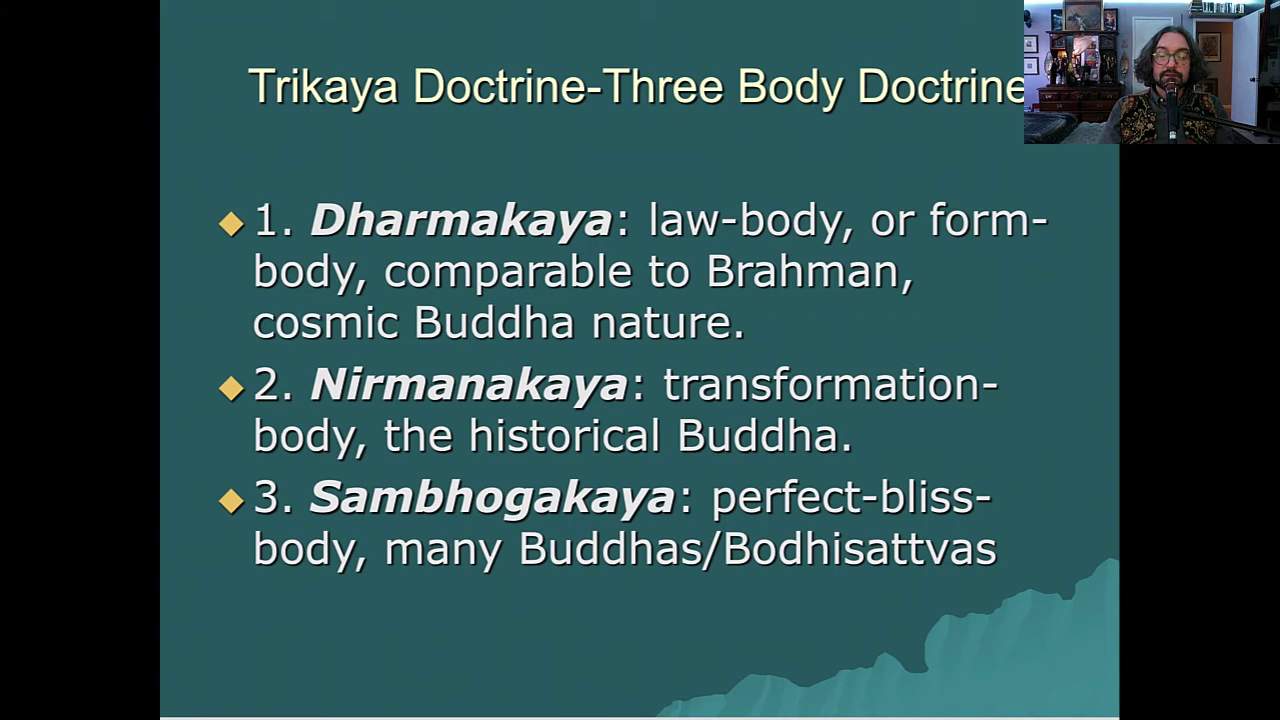 Trikaya Doctrine-Three Body Doctrine
◆ 1. Dharmakaya: law-body, or form-
body, comparable to Brahman,
cosmic Buddha nature.
◆ 2. Nirmanakaya: transformation-
body, the historical Buddha.
◆ 3. Sambhogakaya: perfect-bliss-
body, many Buddhas/Bodhisattvas